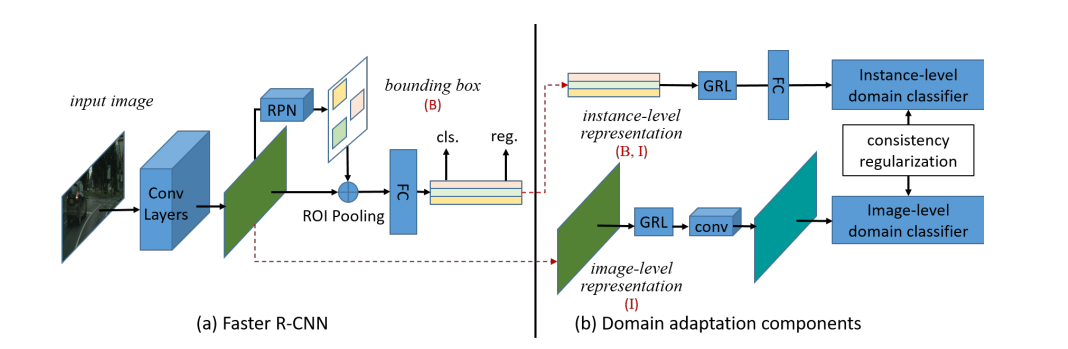 input image
Conv
Layers
RPN
bounding box
(B)
ROI Pooling
FC
cls.
reg.
(a) Faster R-CNN
instance-level
representation
(B, I)
GRL
FC
Instance-level
domain classifier
consistency
regularization
image-level
representation
(I)
GRL
conv
Image-level
domain classifier
(b) Domain adaptation components